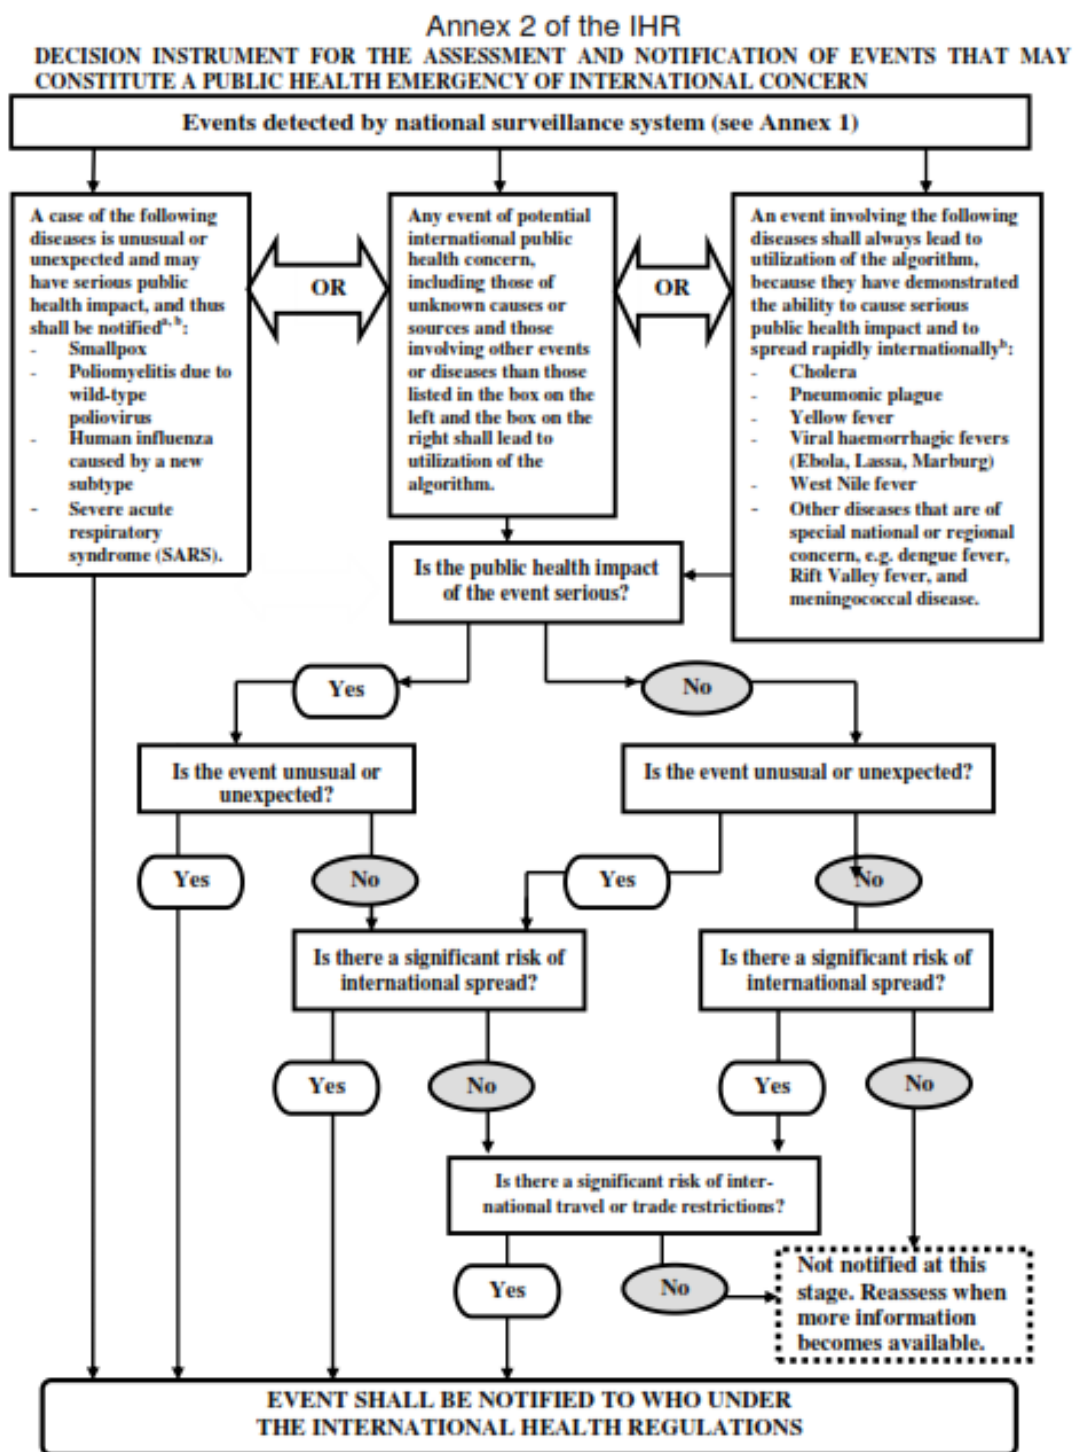 Annex 2 of the IHR
DECISION INSTRUMENT FOR THE ASSESSMENT AND NOTIFICATION OF EVENTS THAT MAY
CONSTITUTE A PUBLIC HEALTH EMERGENCY OF INTERNATIONAL CONCERN
Events detected by national surveillance system (see Annex 1)
A case of the following
diseases is unusual or
unexpected and may
have serious public
health impact, and thus
shall be notifiedᵃ,ᵇ:
- Smallpox
- Poliomyelitis due to
wild-type
poliovirus
- Human influenza
caused by a new
subtype
- Severe acute
respiratory
syndrome (SARS).
OR
Any event of potential
international public
health concern,
including those of
unknown causes or
sources and those
involving other events
or diseases than those
listed in the box on the
left and the box on the
right shall lead to
utilization of the
algorithm.
OR
An event involving the following
diseases shall always lead to
utilization of the algorithm,
because they have demonstrated
the ability to cause serious
public health impact and to
spread rapidly internationallyᵇ:
- Cholera
- Pneumonic plague
- Yellow fever
- Viral haemorrhagic fevers
(Ebola, Lassa, Marburg)
- West Nile fever
- Other diseases that are of
special national or regional
concern, e.g. dengue fever,
Rift Valley fever, and
meningococcal disease.
Is the public health impact
of the event serious?
Yes
No
Is the event unusual or
unexpected?
Is the event unusual or unexpected?
Yes
No
Yes
No
Is there a significant risk of
international spread?
Is there a significant risk of
international spread?
Yes
No
Yes
No
Is there a significant risk of inter-
national travel or trade restrictions?
Yes
No
Not notified at this
stage. Reassess when
more information
becomes available.
EVENT SHALL BE NOTIFIED TO WHO UNDER
THE INTERNATIONAL HEALTH REGULATIONS